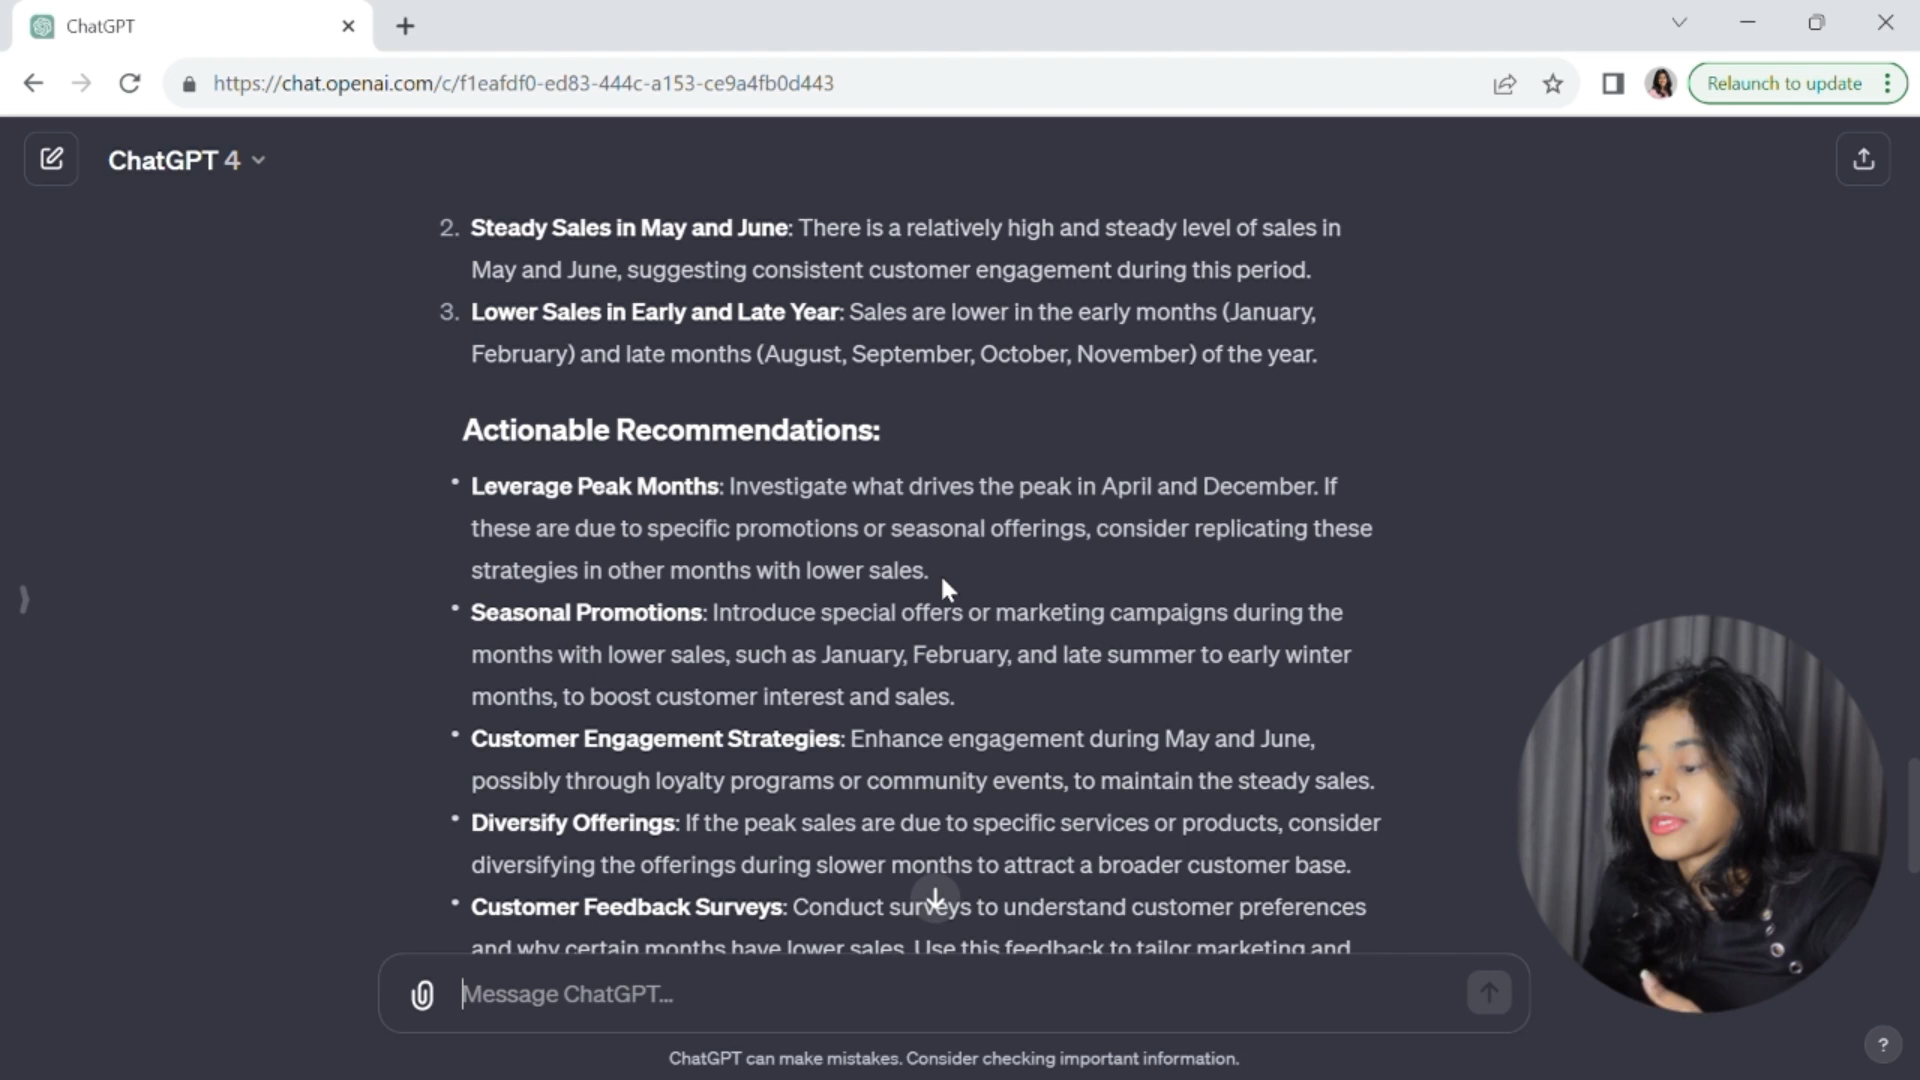 ChatGPT
https://chat.openai.com/c/f1eafdf0-ed83-444c-a153-ce9a4fb0d443
Relaunch to update
ChatGPT 4
2. Steady Sales in May and June: There is a relatively high and steady level of sales in
May and June, suggesting consistent customer engagement during this period.
3. Lower Sales in Early and Late Year: Sales are lower in the early months (January,
February) and late months (August, September, October, November) of the year.
Actionable Recommendations:
• Leverage Peak Months: Investigate what drives the peak in April and December. If
these are due to specific promotions or seasonal offerings, consider replicating these
strategies in other months with lower sales.
• Seasonal Promotions: Introduce special offers or marketing campaigns during the
months with lower sales, such as January, February, and late summer to early winter
months, to boost customer interest and sales.
• Customer Engagement Strategies: Enhance engagement during May and June,
possibly through loyalty programs or community events, to maintain the steady sales.
• Diversify Offerings: If the peak sales are due to specific services or products, consider
diversifying the offerings during slower months to attract a broader customer base.
• Customer Feedback Surveys: Conduct surveys to understand customer preferences
and why certain months have lower sales. Use this feedback to tailor marketing and
Message ChatGPT...
ChatGPT can make mistakes. Consider checking important information.
?